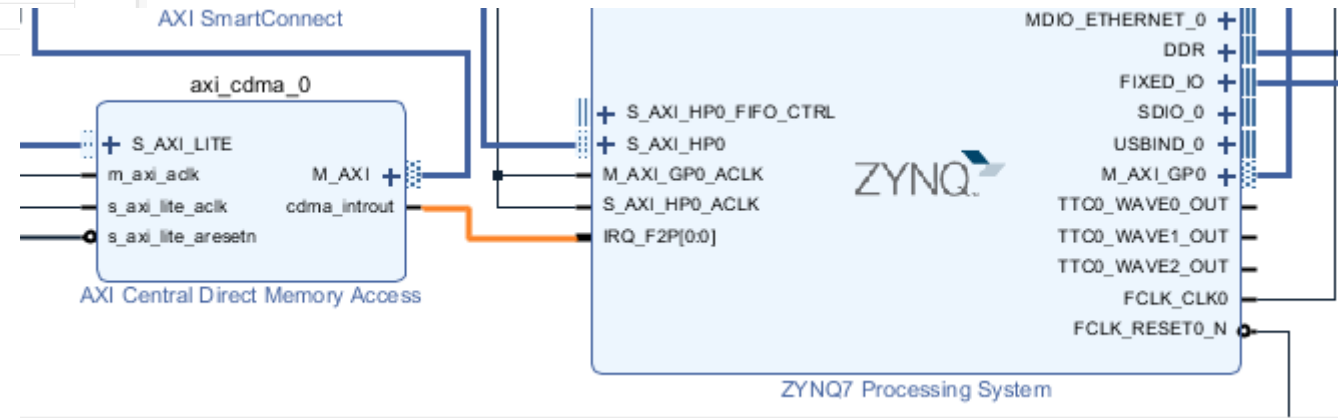 AXI SmartConnect
axi_cdma_0
S_AXI_LITE
m_axi_aclk
s_axi_lite_aclk
s_axi_lite_aresetn
M_AXI
cdma_introut
AXI Central Direct Memory Access
S_AXI_HP0_FIFO_CTRL
S_AXI_HP0
M_AXI_GP0_ACLK
S_AXI_HP0_ACLK
IRQ_F2P[0:0]
ZYNQ
MDIO_ETHERNET_0
DDR
FIXED_IO
SDIO_0
USBIND_0
M_AXI_GP0
TTC0_WAVE0_OUT
TTC0_WAVE1_OUT
TTC0_WAVE2_OUT
FCLK_CLK0
FCLK_RESET0_N
ZYNQ7 Processing System